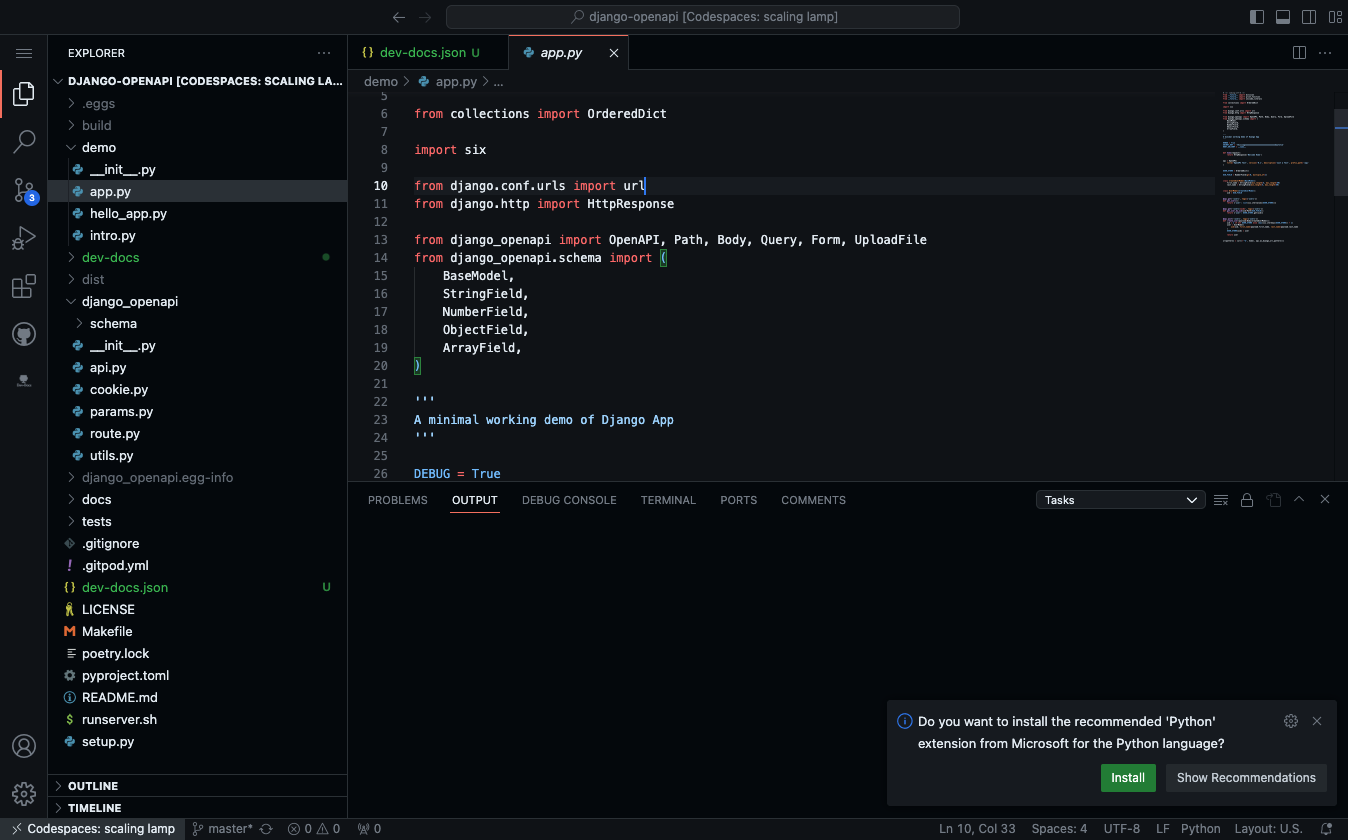 django-openapi [Codespaces: scaling lamp]
EXPLORER
DJANGO-OPENAPI [CODESPACES: SCALING LA...
.eggs
build
demo
__init__.py
app.py
hello_app.py
intro.py
dev-docs
dist
django_openapi
schema
__init__.py
api.py
cookie.py
params.py
route.py
utils.py
django_openapi.egg-info
docs
tests
.gitignore
! .gitpod.yml
{} dev-docs.json U
LICENSE
M Makefile
poetry.lock
pyproject.toml
README.md
$ runserver.sh
setup.py
OUTLINE
TIMELINE
3
{} dev-docs.json U
app.py
demo > app.py > ...
5
6 from collections import OrderedDict
7
8 import six
9
10 from django.conf.urls import url
11 from django.http import HttpResponse
12
13 from django_openapi import OpenAPI, Path, Body, Query, Form, UploadFile
14 from django_openapi.schema import (
15 BaseModel,
16 StringField,
17 NumberField,
18 ObjectField,
19 ArrayField,
20 )
21
22 '''
23 A minimal working demo of Django App
24 '''
25
26 DEBUG = True
PROBLEMS OUTPUT DEBUG CONSOLE TERMINAL PORTS COMMENTS
Tasks
Do you want to install the recommended 'Python'
extension from Microsoft for the Python language?
Install Show Recommendations
Codespaces: scaling lamp master* 0 0 0 Ln 10, Col 33 Spaces: 4 UTF-8 LF Python Layout: U.S.